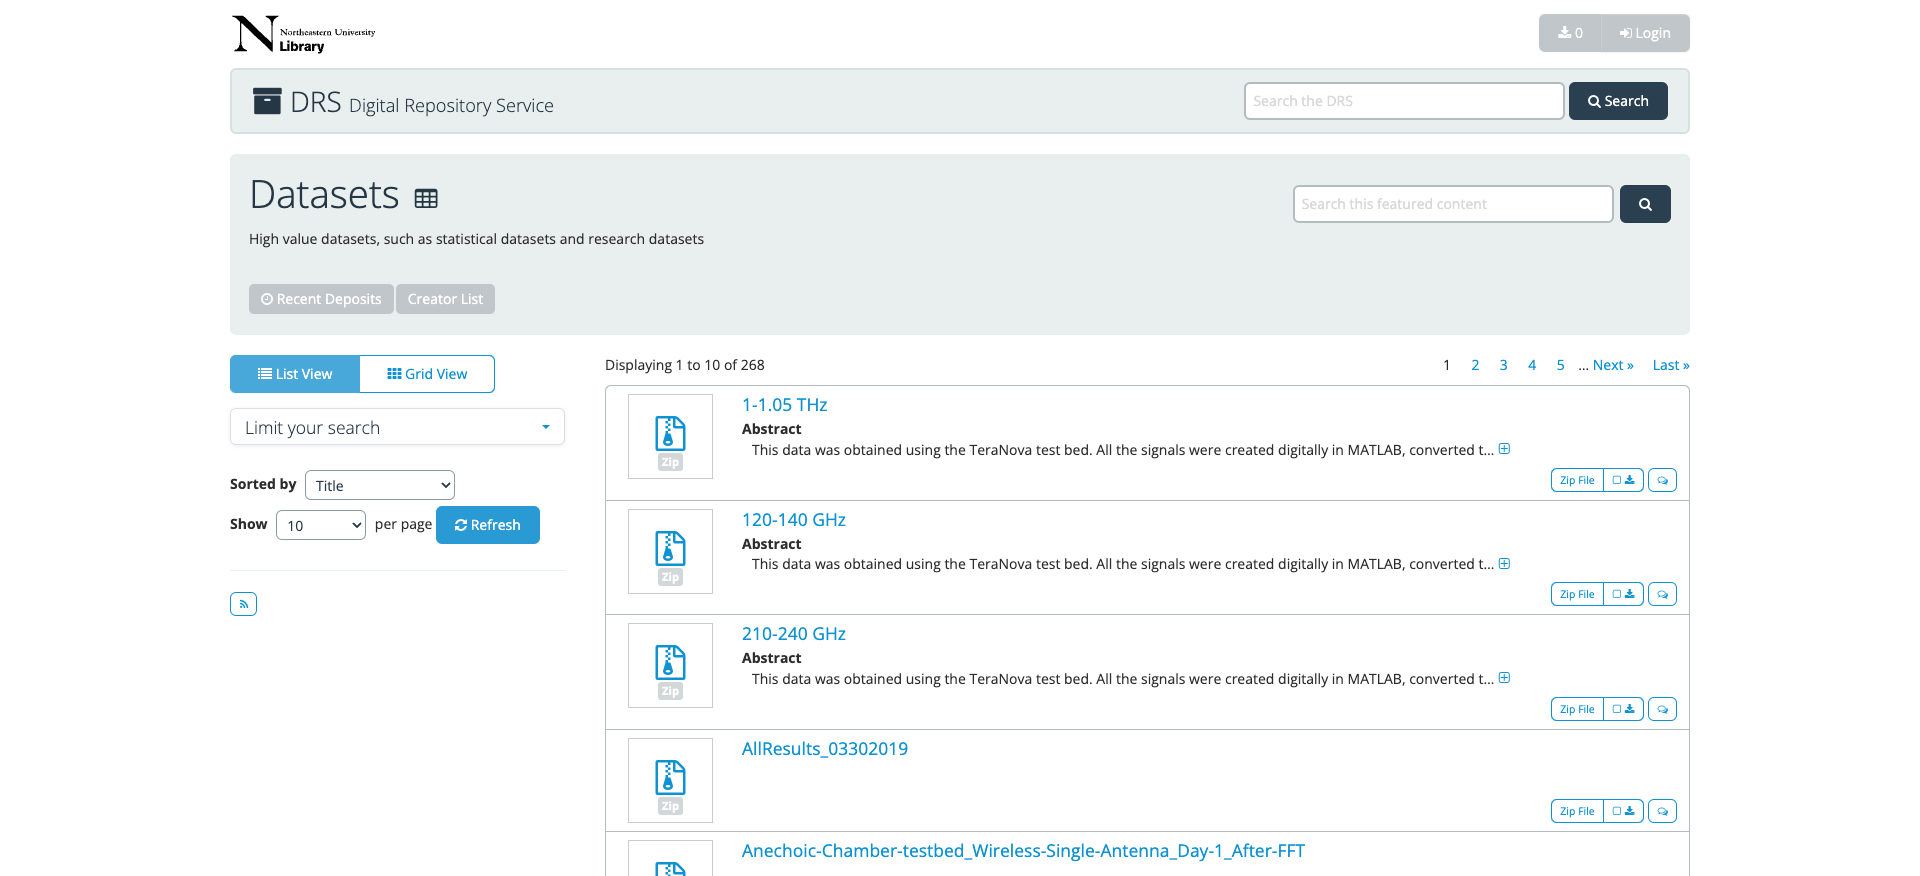 Northeastern University
Library
0
Login
DRS Digital Repository Service
Search the DRS
Search
Datasets
Search this featured content
High value datasets, such as statistical datasets and research datasets
Recent Deposits
Creator List
List View
Grid View
Displaying 1 to 10 of 268
1 2 3 4 5 ... Next » Last »
Limit your search
Sorted by Title
Show 10 per page Refresh
1-1.05 THz
Abstract
This data was obtained using the TeraNova test bed. All the signals were created digitally in MATLAB, converted t...
Zip
Zip File
120-140 GHz
Abstract
This data was obtained using the TeraNova test bed. All the signals were created digitally in MATLAB, converted t...
Zip
Zip File
210-240 GHz
Abstract
This data was obtained using the TeraNova test bed. All the signals were created digitally in MATLAB, converted t...
Zip
Zip File
AllResults_03302019
Zip
Zip File
Anechoic-Chamber-testbed_Wireless-Single-Antenna_Day-1_After-FFT